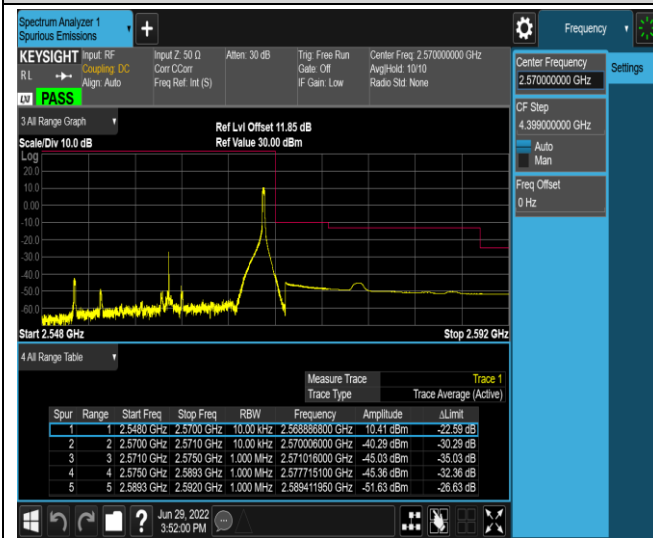 Spectrum Analyzer 1
Spurious Emissions
Frequency
KEYSIGHT
R L
LXI PASS
Input: RF
Coupling: DC
Align: Auto
Input Z: 50 Ω
Corr CCorr
Freq Ref: Int (S)
Atten: 30 dB
Trig: Free Run
Gate: Off
IF Gain: Low
Center Freq: 2.570000000 GHz
Avg|Hold: 10/10
Radio Std: None
Center Frequency
2.570000000 GHz
Settings
CF Step
4.399000000 GHz
Auto
Man
Freq Offset
0 Hz
3 All Range Graph
Scale/Div 10.0 dB
Ref Lvl Offset 11.85 dB
Ref Value 30.00 dBm
Log
20.0
10.0
0.00
-10.0
-20.0
-30.0
-40.0
-50.0
-60.0
Start 2.548 GHz
Stop 2.592 GHz
4 All Range Table
Measure Trace Trace 1
Trace Type Trace Average (Active)
Spur Range Start Freq Stop Freq RBW Frequency Amplitude ΔLimit
1 1 2.5480 GHz 2.5700 GHz 10.00 kHz 2.568886800 GHz 10.41 dBm -22.59 dB
2 2 2.5700 GHz 2.5710 GHz 10.00 kHz 2.570006000 GHz -40.29 dBm -30.29 dB
3 3 2.5710 GHz 2.5750 GHz 1.000 MHz 2.571016000 GHz -45.03 dBm -35.03 dB
4 4 2.5750 GHz 2.5893 GHz 1.000 MHz 2.577715100 GHz -45.36 dBm -32.36 dB
5 5 2.5893 GHz 2.5920 GHz 1.000 MHz 2.589411950 GHz -51.63 dBm -26.63 dB
Jun 29, 2022
3:52:00 PM